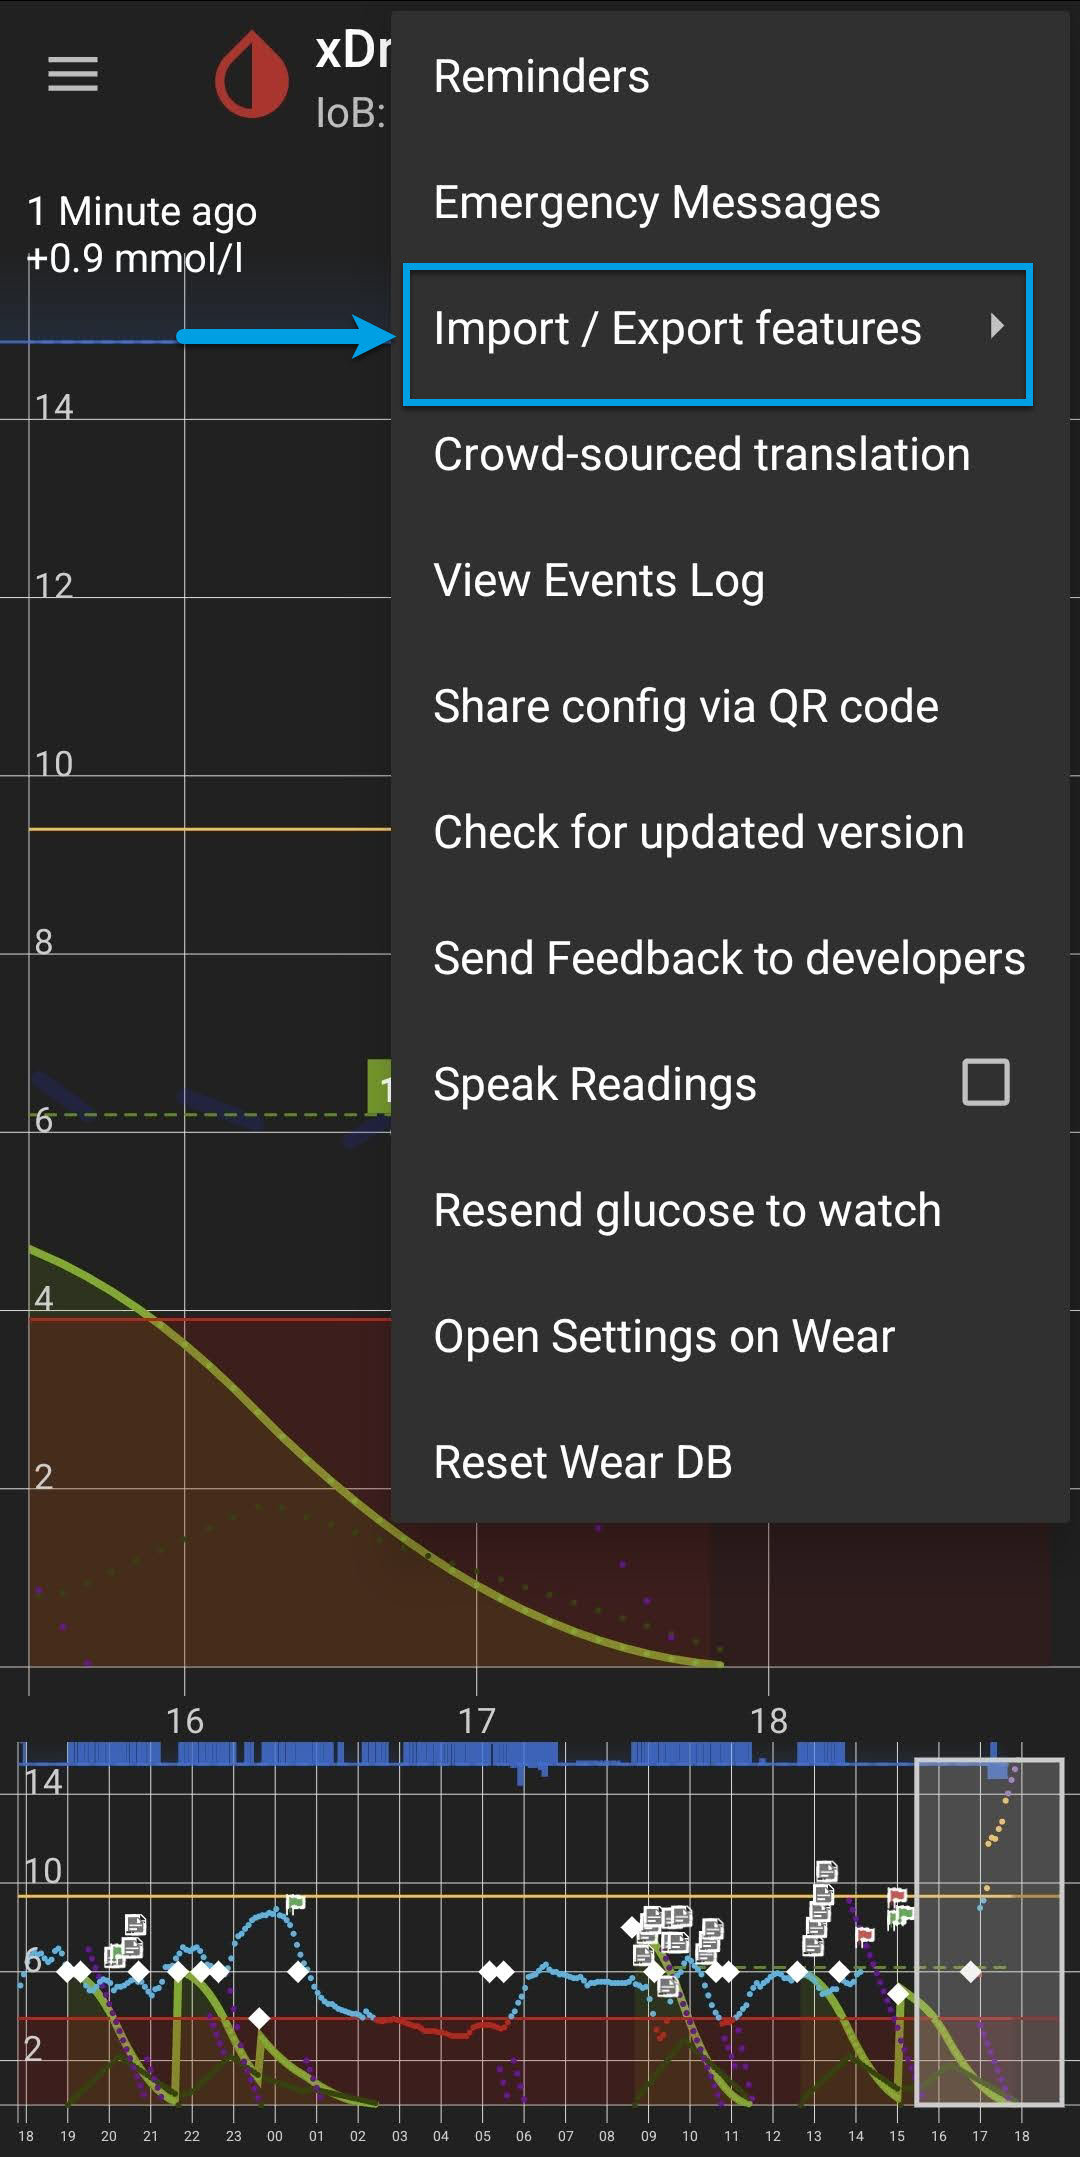 xDr
IoB:
1 Minute ago
+0.9 mmol/l
Reminders
Emergency Messages
Import / Export features
Crowd-sourced translation
View Events Log
Share config via QR code
Check for updated version
Send Feedback to developers
Speak Readings
Resend glucose to watch
Open Settings on Wear
Reset Wear DB
14
12
10
8
6
1
4
2
16 17 18
14
10
6
2
18 19 20 21 22 23 00 01 02 03 04 05 06 07 08 09 10 11 12 13 14 15 16 17 18